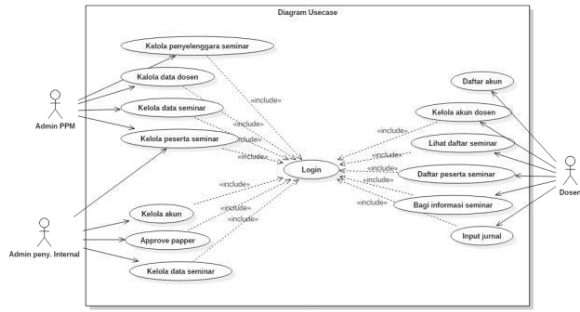 Diagram Usecase
Kelola penyelenggara seminar
Kalola data dosen
Kelola data seminar
Kelola peserta seminar
Admin PPM
«include»
«include»
«include»
«include»
Login
Daftar akun
Kelola akun dosen
Lihat daftar seminar
Daftar peserta seminar
Bagi informasi seminar
Input jurnal
Dosen
«include»
«include»
«include»
«include»
«include»
Kelola akun
Approve papper
Kelola data seminar
Admin peny. Internal
«include»
«include»
«include»